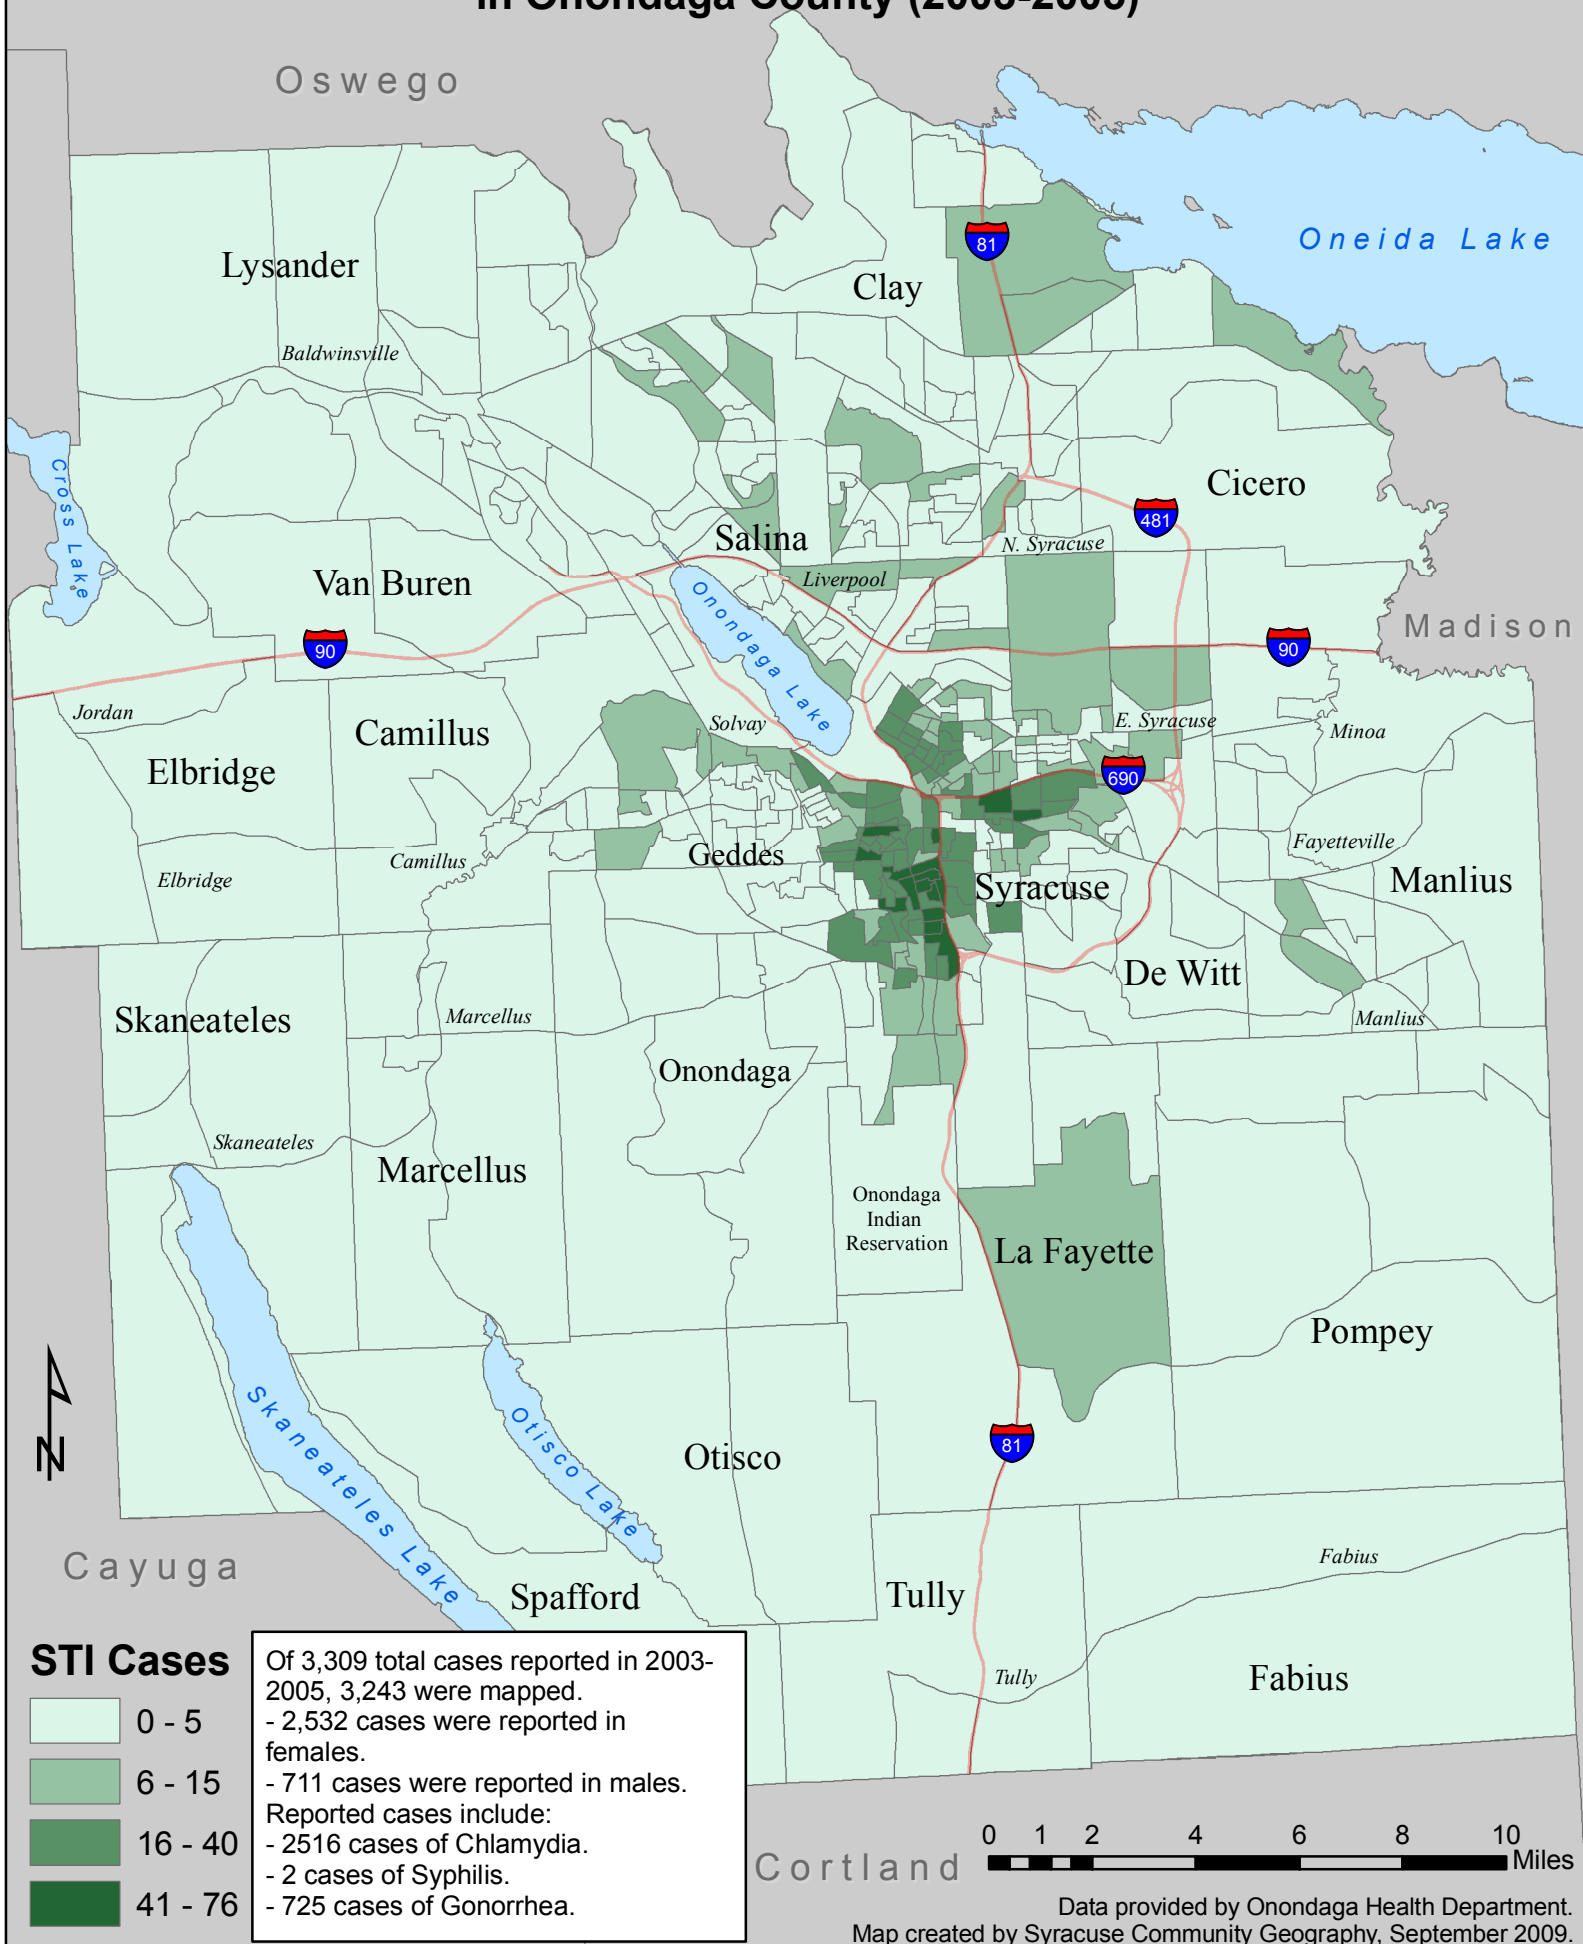 in Onondaga County (2003-2005)
Oswego
Oneida Lake
81
Lysander
Clay
Baldwinsville
Cross Lake
Cicero
481
Salina
N. Syracuse
Van Buren
Liverpool
Onondaga Lake
Madison
90
90
Jordan
Solvay
E. Syracuse
Minoa
Camillus
Elbridge
690
Fayetteville
Camillus
Geddes
Elbridge
Syracuse
Manlius
De Witt
Skaneateles
Marcellus
Manlius
Onondaga
Skaneateles
Marcellus
Onondaga
Indian
Reservation
La Fayette
Pompey
N
Skaneateles Lake
Otisco Lake
81
Otisco
Cayuga
Fabius
Spafford
Tully
Tully
Fabius
STI Cases
0 - 5
6 - 15
16 - 40
41 - 76
Of 3,309 total cases reported in 2003-
2005, 3,243 were mapped.
- 2,532 cases were reported in
females.
- 711 cases were reported in males.
Reported cases include:
- 2516 cases of Chlamydia.
- 2 cases of Syphilis.
- 725 cases of Gonorrhea.
Cortland
0 1 2 4 6 8 10
Miles
Data provided by Onondaga Health Department.
Map created by Syracuse Community Geography, September 2009.